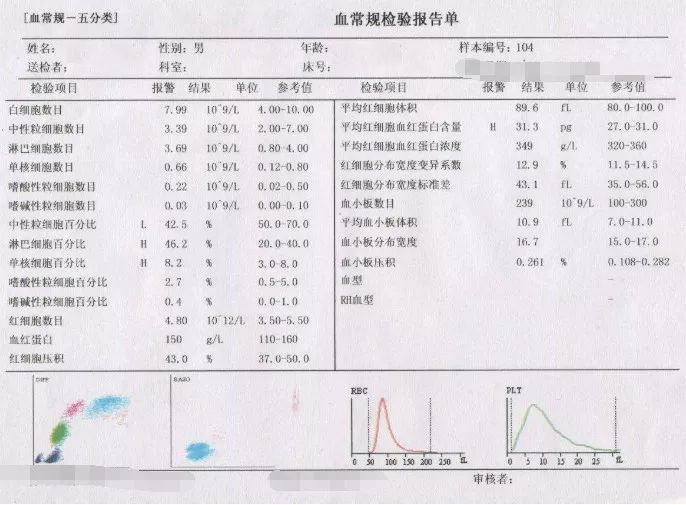 [血常规－五分类]
血常规检验报告单
姓名: 性别: 男 年龄: 样本编号: 104
送检者: 科室: 床号:
检验项目 报警 结果 单位 参考值
白细胞数目 7.99 10^9/L 4.00-10.00
中性粒细胞数目 3.39 10^9/L 2.00-7.00
淋巴细胞数目 3.69 10^9/L 0.80-4.00
单核细胞数目 0.66 10^9/L 0.12-0.80
嗜酸性粒细胞数目 0.22 10^9/L 0.02-0.50
嗜碱性粒细胞数目 0.03 10^9/L 0.00-0.10
中性粒细胞百分比 L 42.5 % 50.0-70.0
淋巴细胞百分比 H 46.2 % 20.0-40.0
单核细胞百分比 H 8.2 % 3.0-8.0
嗜酸性粒细胞百分比 2.7 % 0.5-5.0
嗜碱性粒细胞百分比 0.4 % 0.0-1.0
红细胞数目 4.80 10^12/L 3.50-5.50
血红蛋白 150 g/L 110-160
红细胞压积 43.0 % 37.0-50.0
检验项目 报警 结果 单位 参考值
平均红细胞体积 89.6 fL 80.0-100.0
平均红细胞血红蛋白含量 H 31.3 pg 27.0-31.0
平均红细胞血红蛋白浓度 349 g/L 320-360
红细胞分布宽度变异系数 12.9 % 11.5-14.5
红细胞分布宽度标准差 43.1 fL 35.0-56.0
血小板数目 239 10^9/L 100-300
平均血小板体积 10.9 fL 7.0-11.0
血小板分布宽度 16.7 15.0-17.0
血小板压积 0.261 % 0.108-0.282
血型 -
RH血型 -
DIFF
BASO
RBC
0 50 100 150 200 250 fL
PLT
0 5 10 15 20 25 fL
审核者: